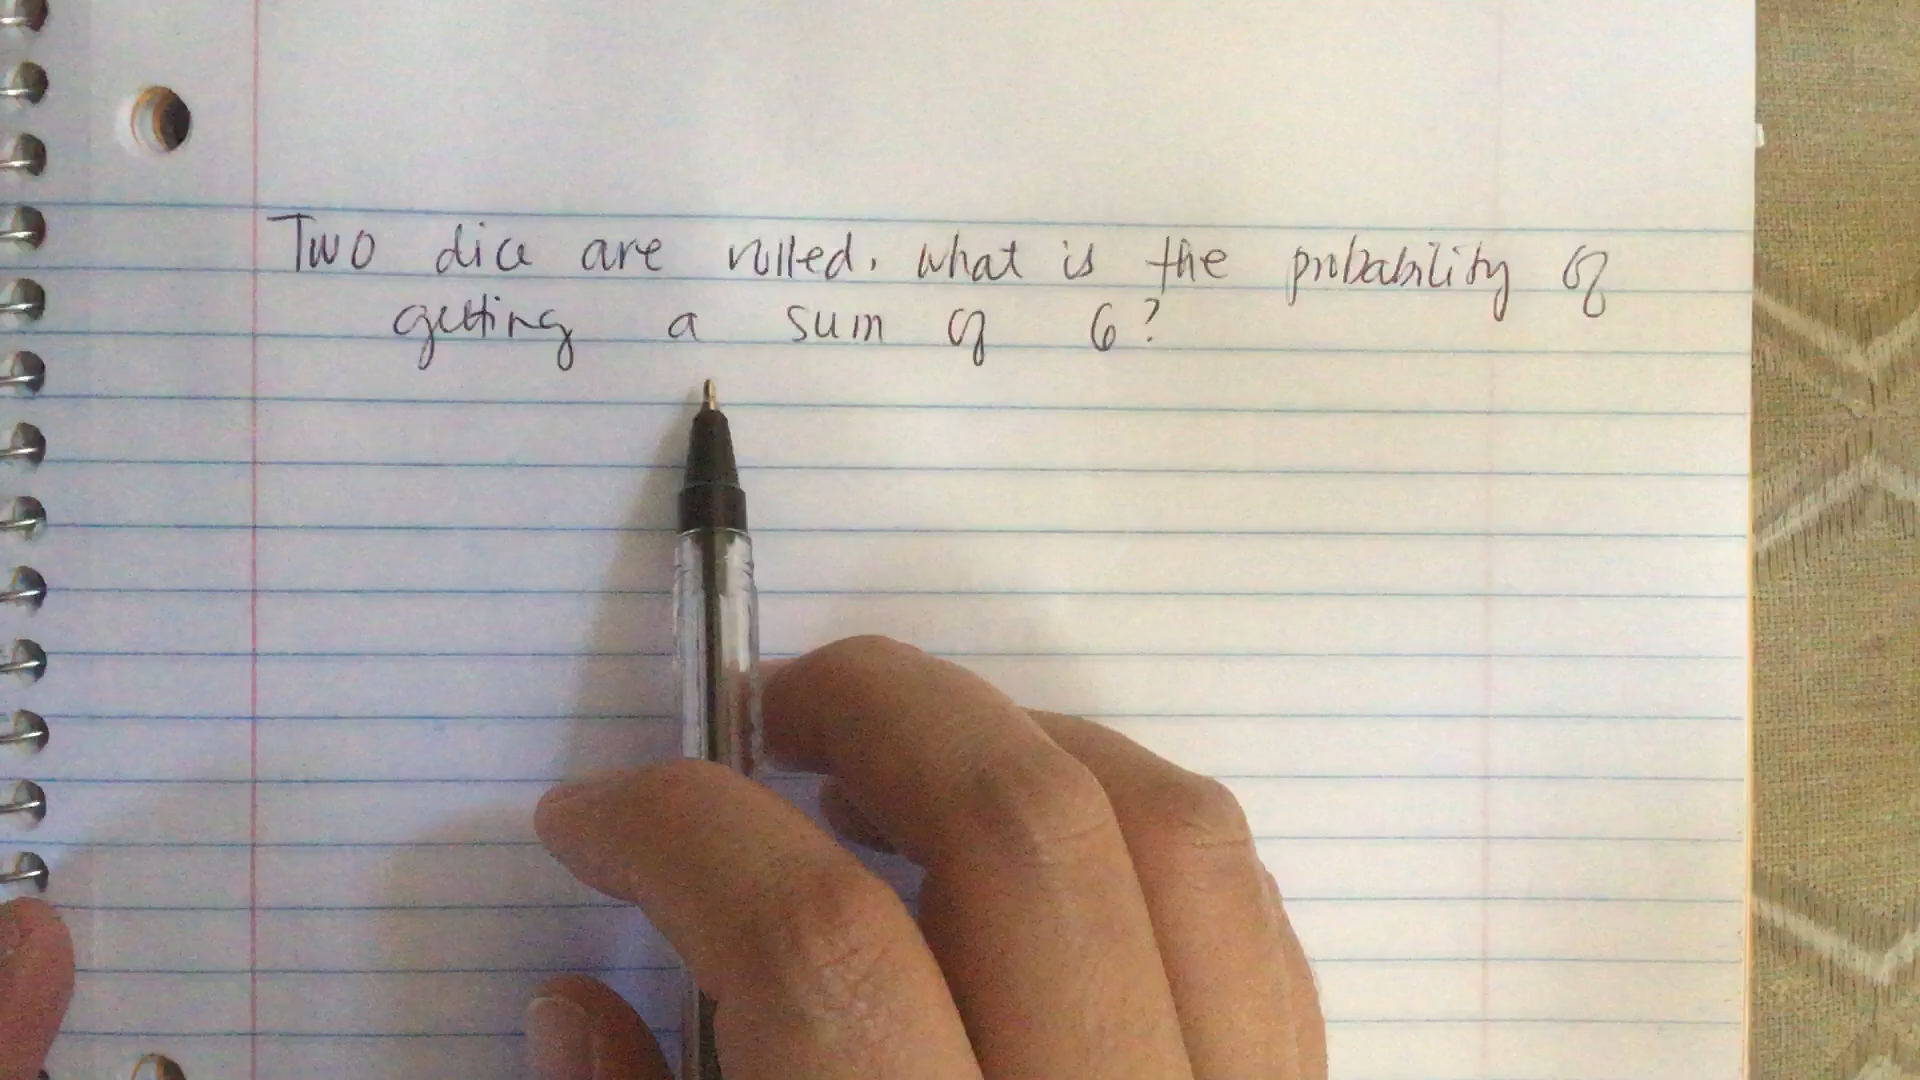 Two dice are rolled. What is the probability of
getting a sum of 6?